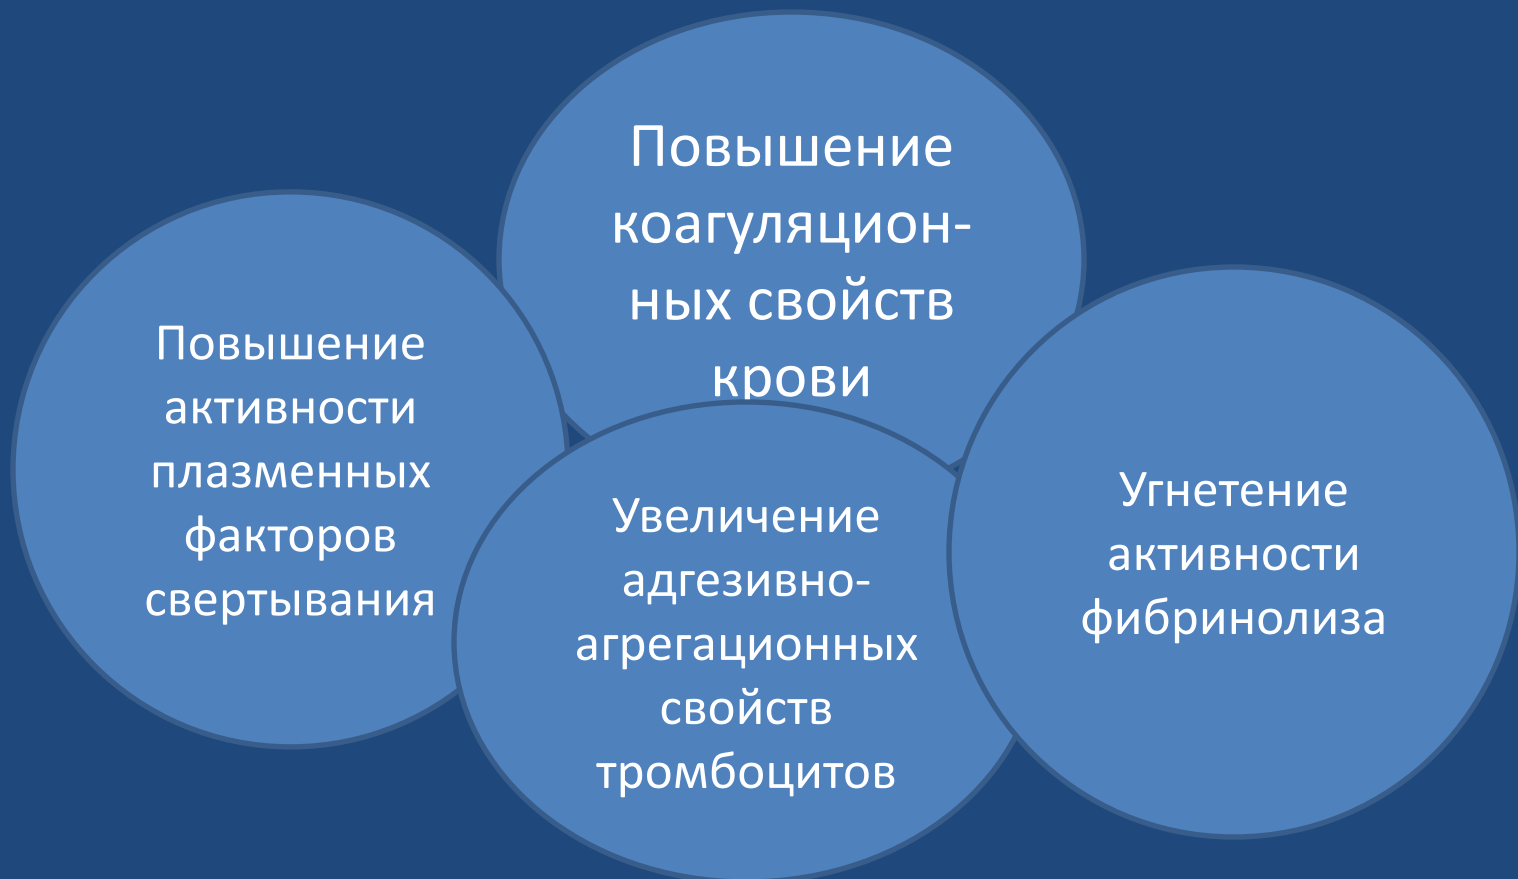 Повышение
коагуляцион-
ных свойств
крови
Повышение
активности
плазменных
факторов
свертывания
Увеличение
адгезивно-
агрегационных
свойств
тромбоцитов
Угнетение
активности
фибринолиза